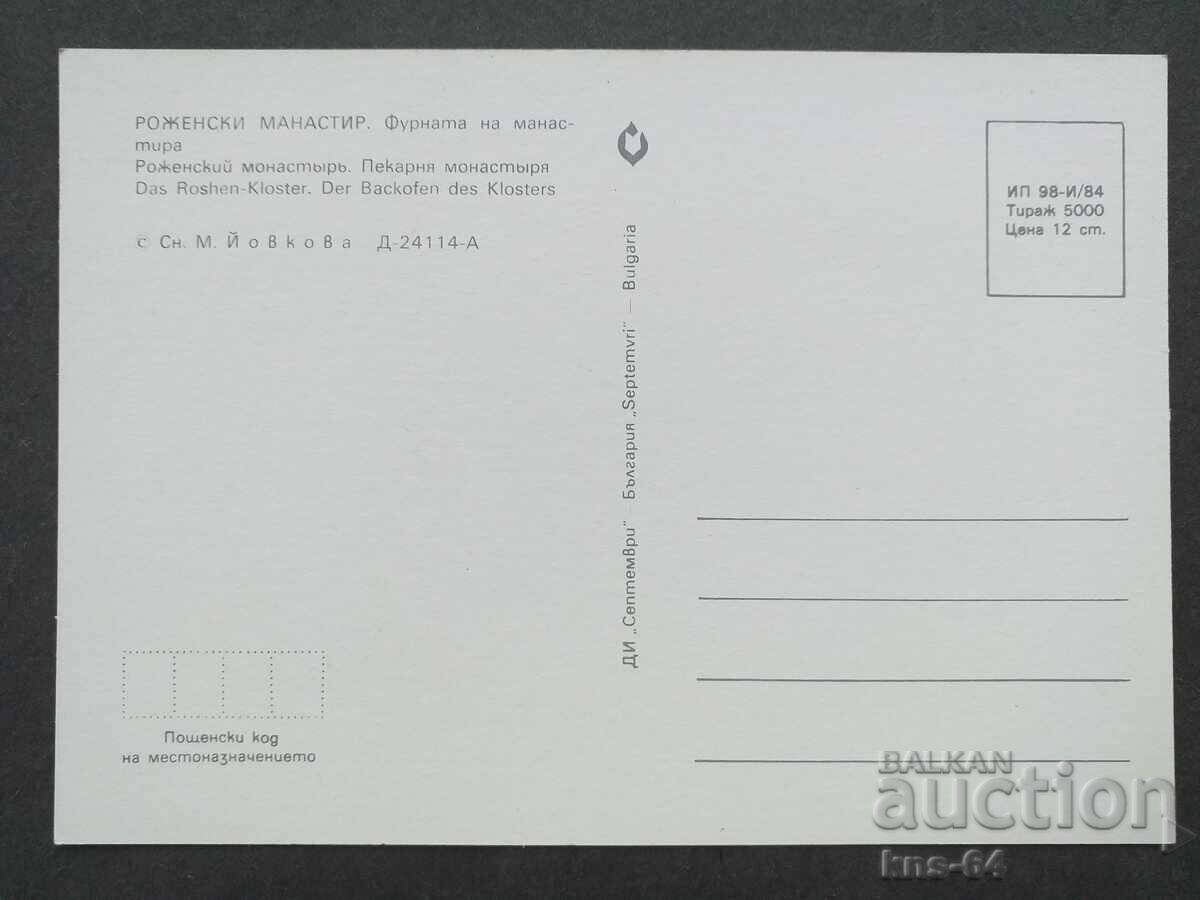 РОЖЕНСКИ МАНАСТИР. Фурната на манас-
тира
Роженский монастырь. Пекарня монастыря
Das Roshen-Kloster. Der Backofen des Klosters
© Сн. М. Йовкова Д-24114-А
ДИ „Септември" България „Septemvri" — Bulgaria
ИП 98-И/84
Тираж 5000
Цена 12 ст.
Пощенски код
на местоназначението
BALKAN
auction
kns-64